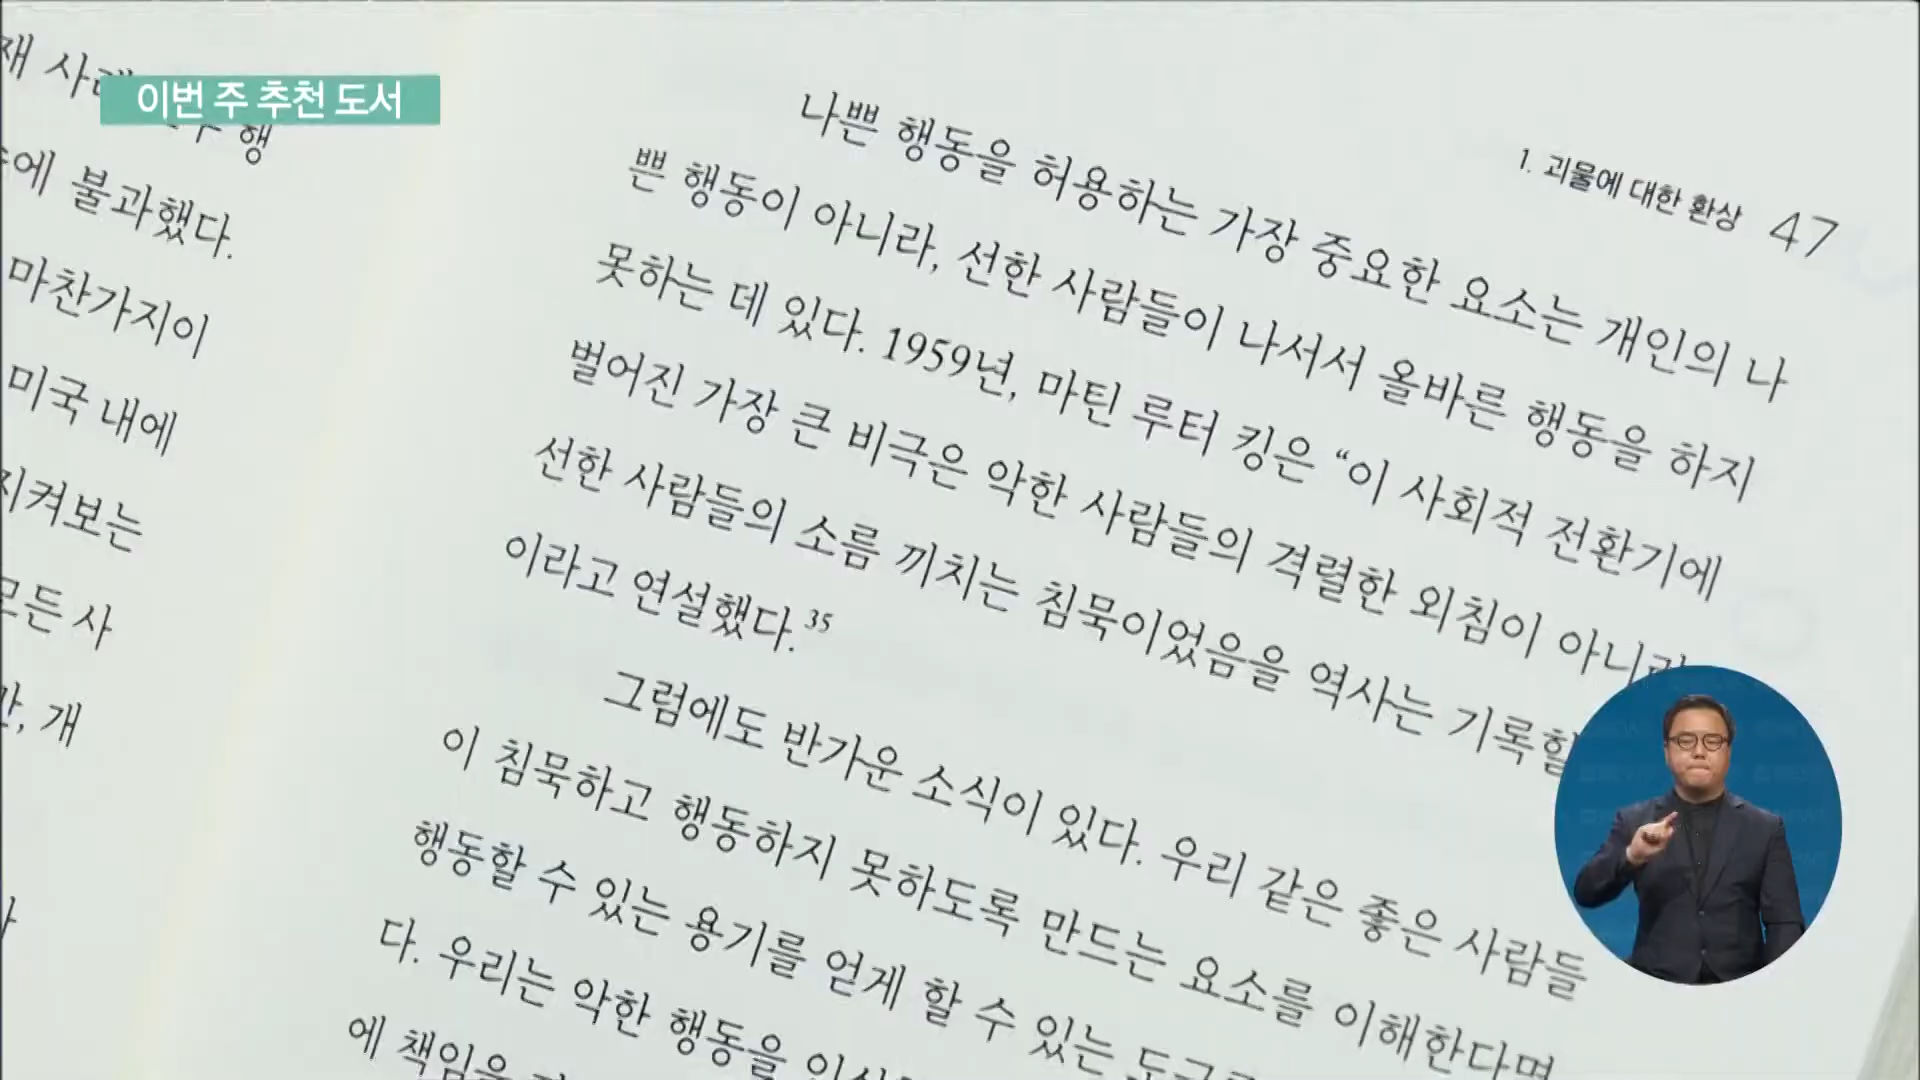 이번 주 추천 도서
행
불과했다.
마찬가지이
미국 내에
지켜보는
모든 사
개
1. 괴물에 대한 환상 47
나쁜 행동을 허용하는 가장 중요한 요소는 개인의 나
쁜 행동이 아니라, 선한 사람들이 나서서 올바른 행동을 하지
못하는 데 있다. 1959년, 마틴 루터 킹은 “이 사회적 전환기에
벌어진 가장 큰 비극은 악한 사람들의 격렬한 외침이 아니라
선한 사람들의 소름 끼치는 침묵이었음을 역사는 기록할
이라고 연설했다.35
그럼에도 반가운 소식이 있다. 우리 같은 좋은 사람들
이 침묵하고 행동하지 못하도록 만드는 요소를 이해한다면
행동할 수 있는 용기를 얻게 할 수 있는
다. 우리는 악한 행동을
에 책임을